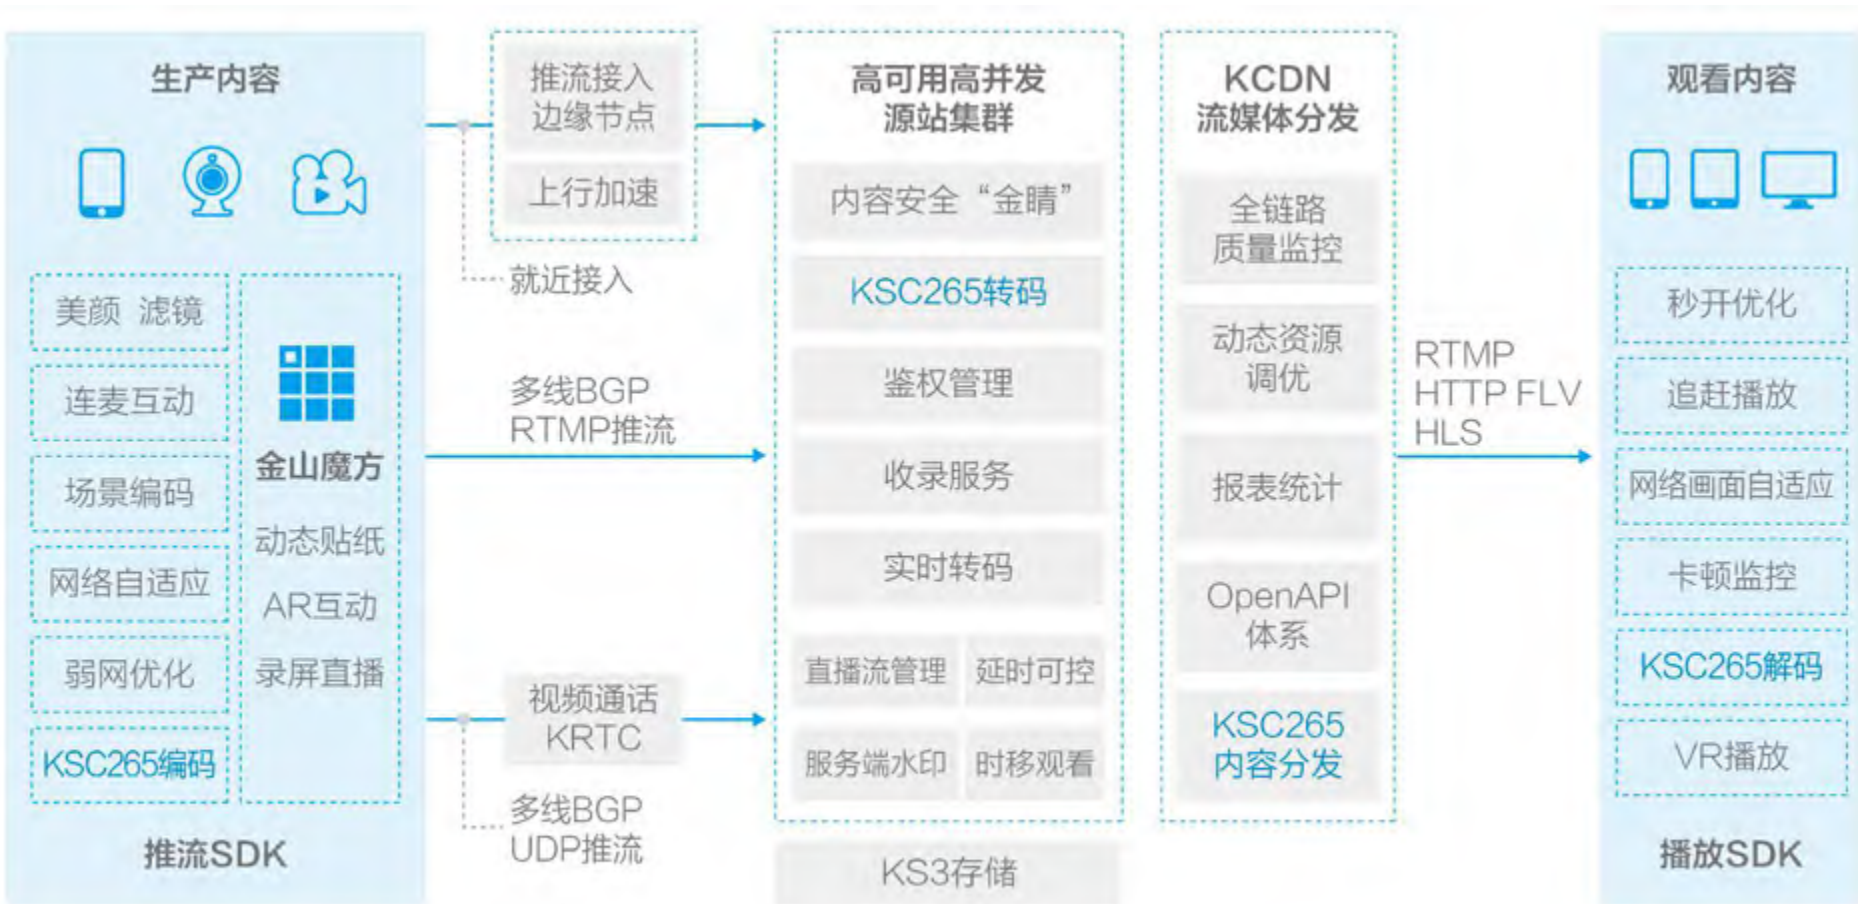 生产内容
美颜 滤镜
连麦互动
场景编码
网络自适应
弱网优化
KSC265编码
金山魔方
动态贴纸
AR互动
录屏直播
推流SDK
推流接入
边缘节点
上行加速
就近接入
多线BGP
RTMP推流
视频通话
KRTC
多线BGP
UDP推流
高可用高并发
源站集群
内容安全“金睛”
KSC265转码
鉴权管理
收录服务
实时转码
直播流管理
延时可控
服务端水印
时移观看
KS3存储
KCDN
流媒体分发
全链路
质量监控
动态资源
调优
报表统计
OpenAPI
体系
KSC265
内容分发
RTMP
HTTP FLV
HLS
观看内容
秒开优化
追赶播放
网络画面自适应
卡顿监控
KSC265解码
VR播放
播放SDK